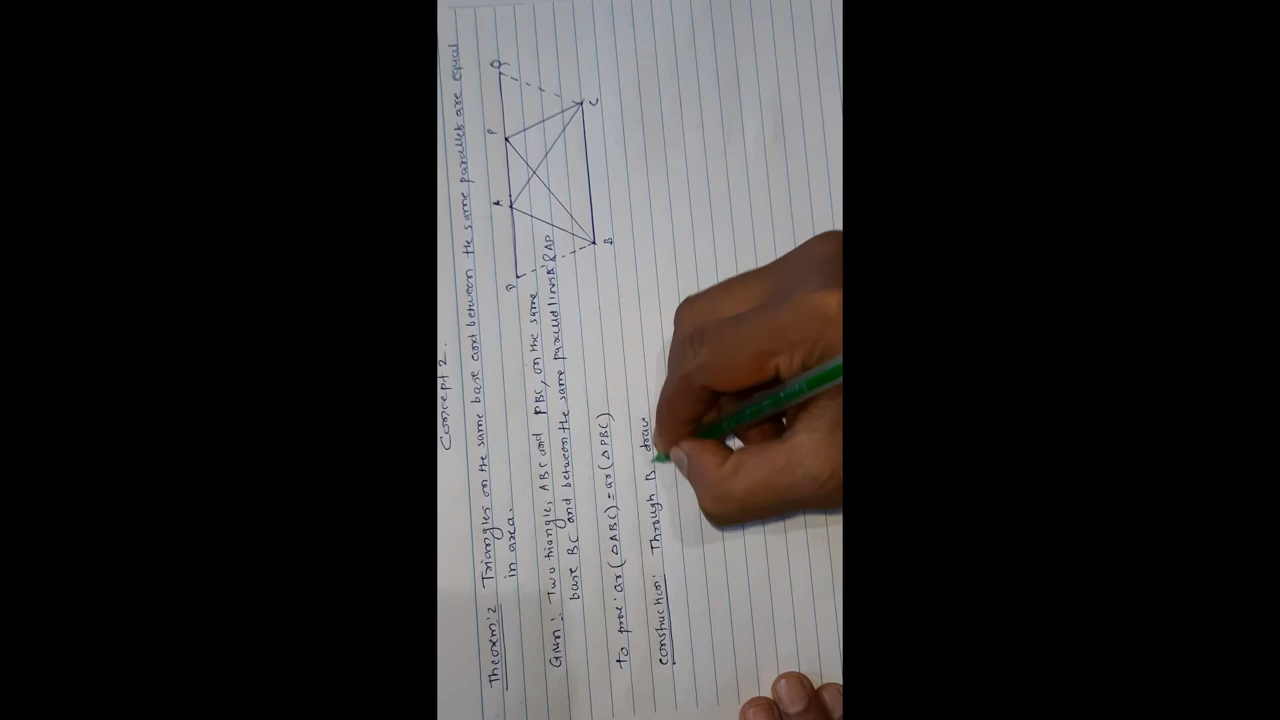 Concept 2.
Theorem:2 Triangles on the same base and between the same parallels are equal
in area.
D A P Q
B C
Given: Two triangles ABC and PBC, on the same
base BC and between the same parallel lines BC & AP
To prove: ar(△ABC) = ar(△PBC)
construction: Through B draw